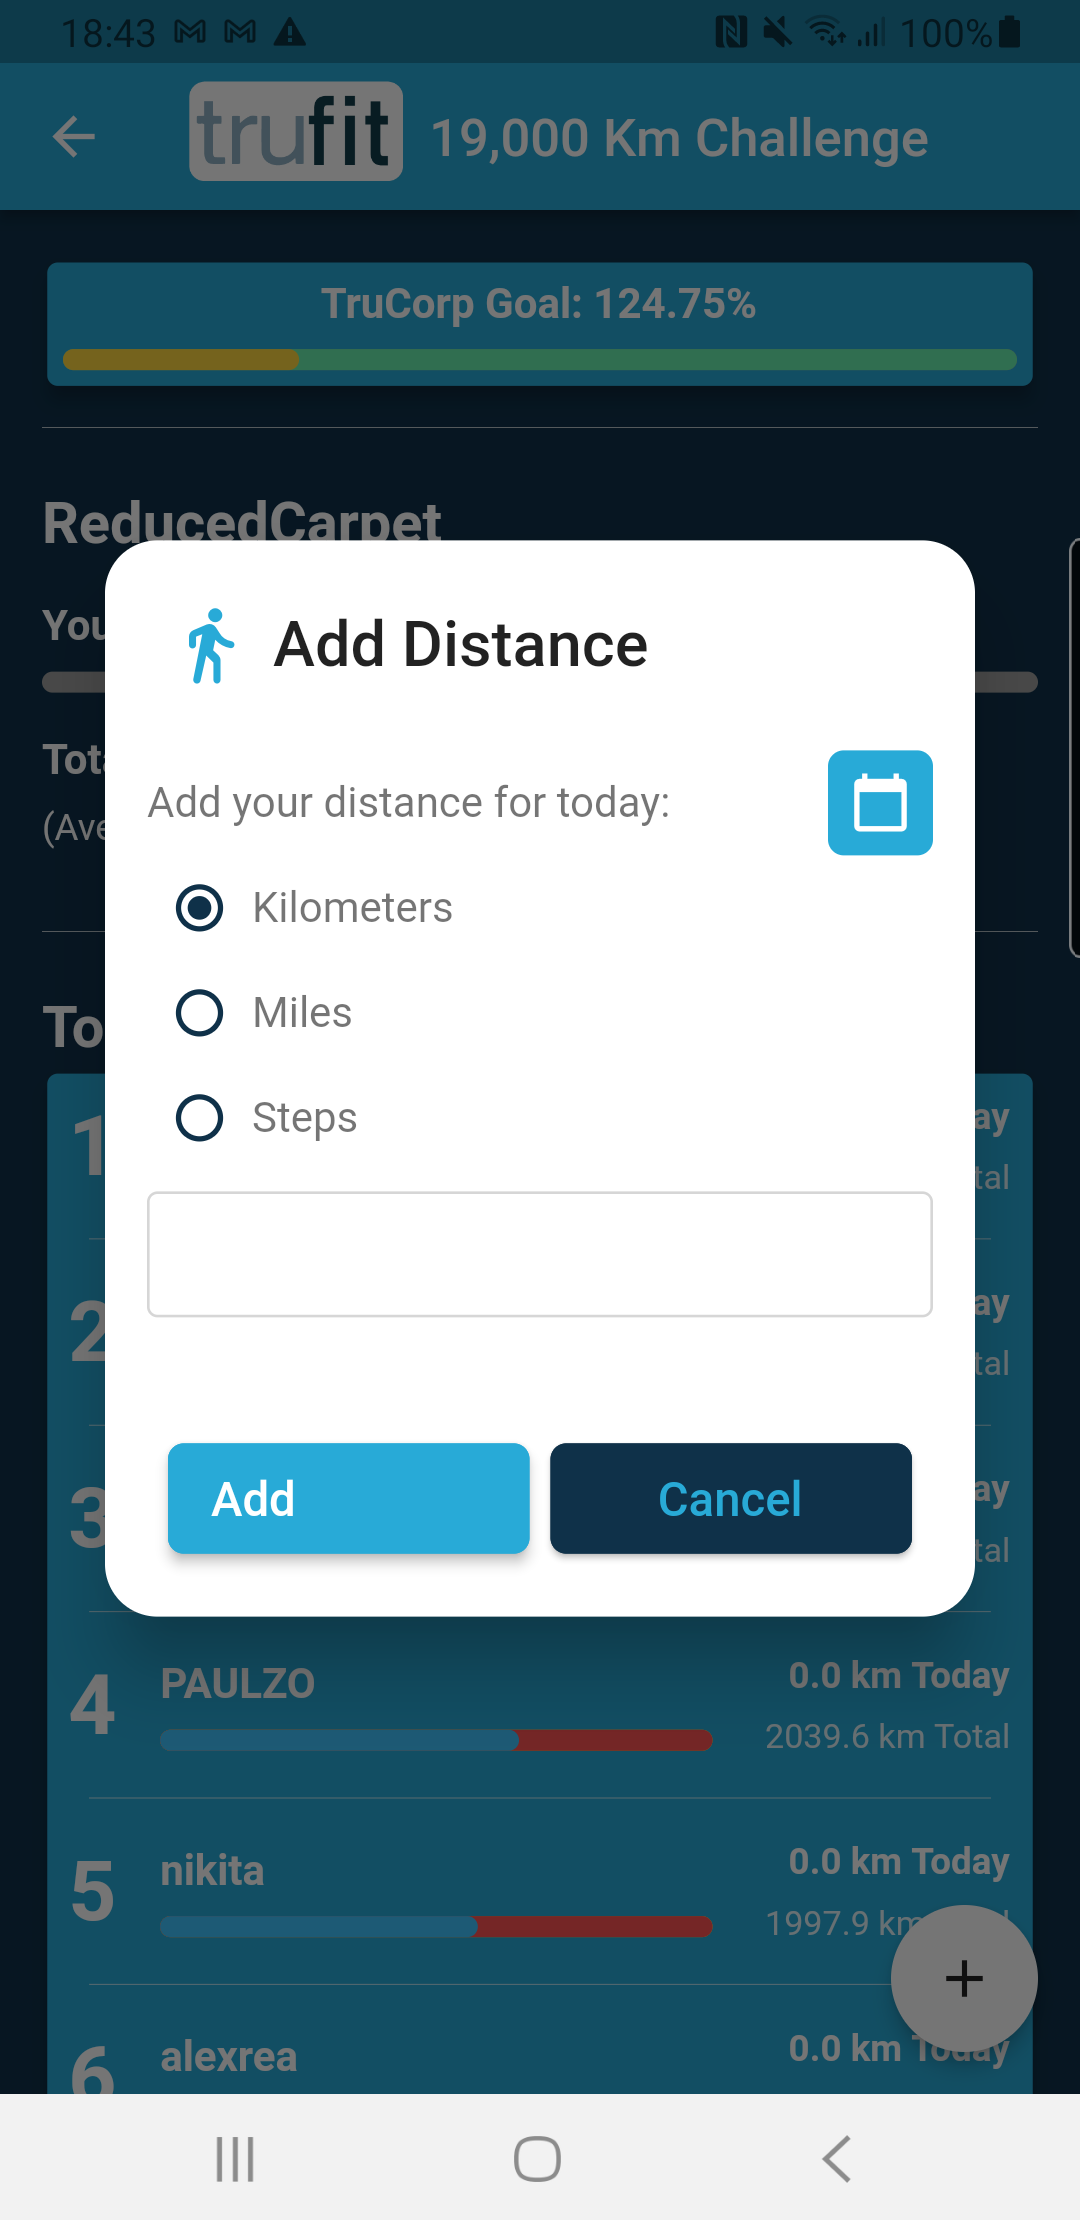 18:43 100%
trufit 19,000 Km Challenge
TruCorp Goal: 124.75%
ReducedCarpet
You
Add Distance
Tota
Add your distance for today:
(Ave
Kilometers
Miles
To
Steps
1 ay
tal
2 ay
tal
3 ay
tal
Add Cancel
4 PAULZO 0.0 km Today
2039.6 km Total
5 nikita 0.0 km Today
1997.9 km l
+
6 alexrea 0.0 km Today